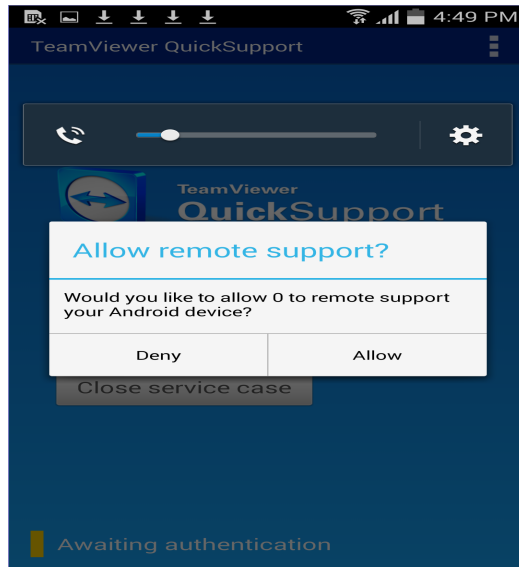 4:49 PM
TeamViewer QuickSupport
TeamViewer
QuickSupport
Allow remote support?
Would you like to allow 0 to remote support
your Android device?
Deny Allow
Close service case
Awaiting authentication